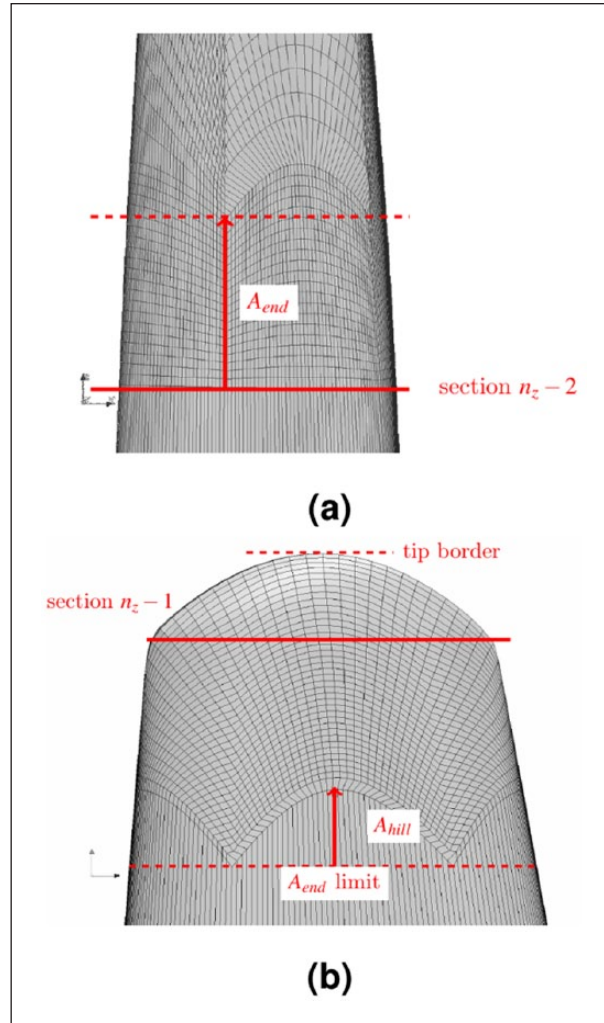 A_end
section n_z − 2
(a)
tip border
section n_z − 1
A_hill
A_end limit
(b)